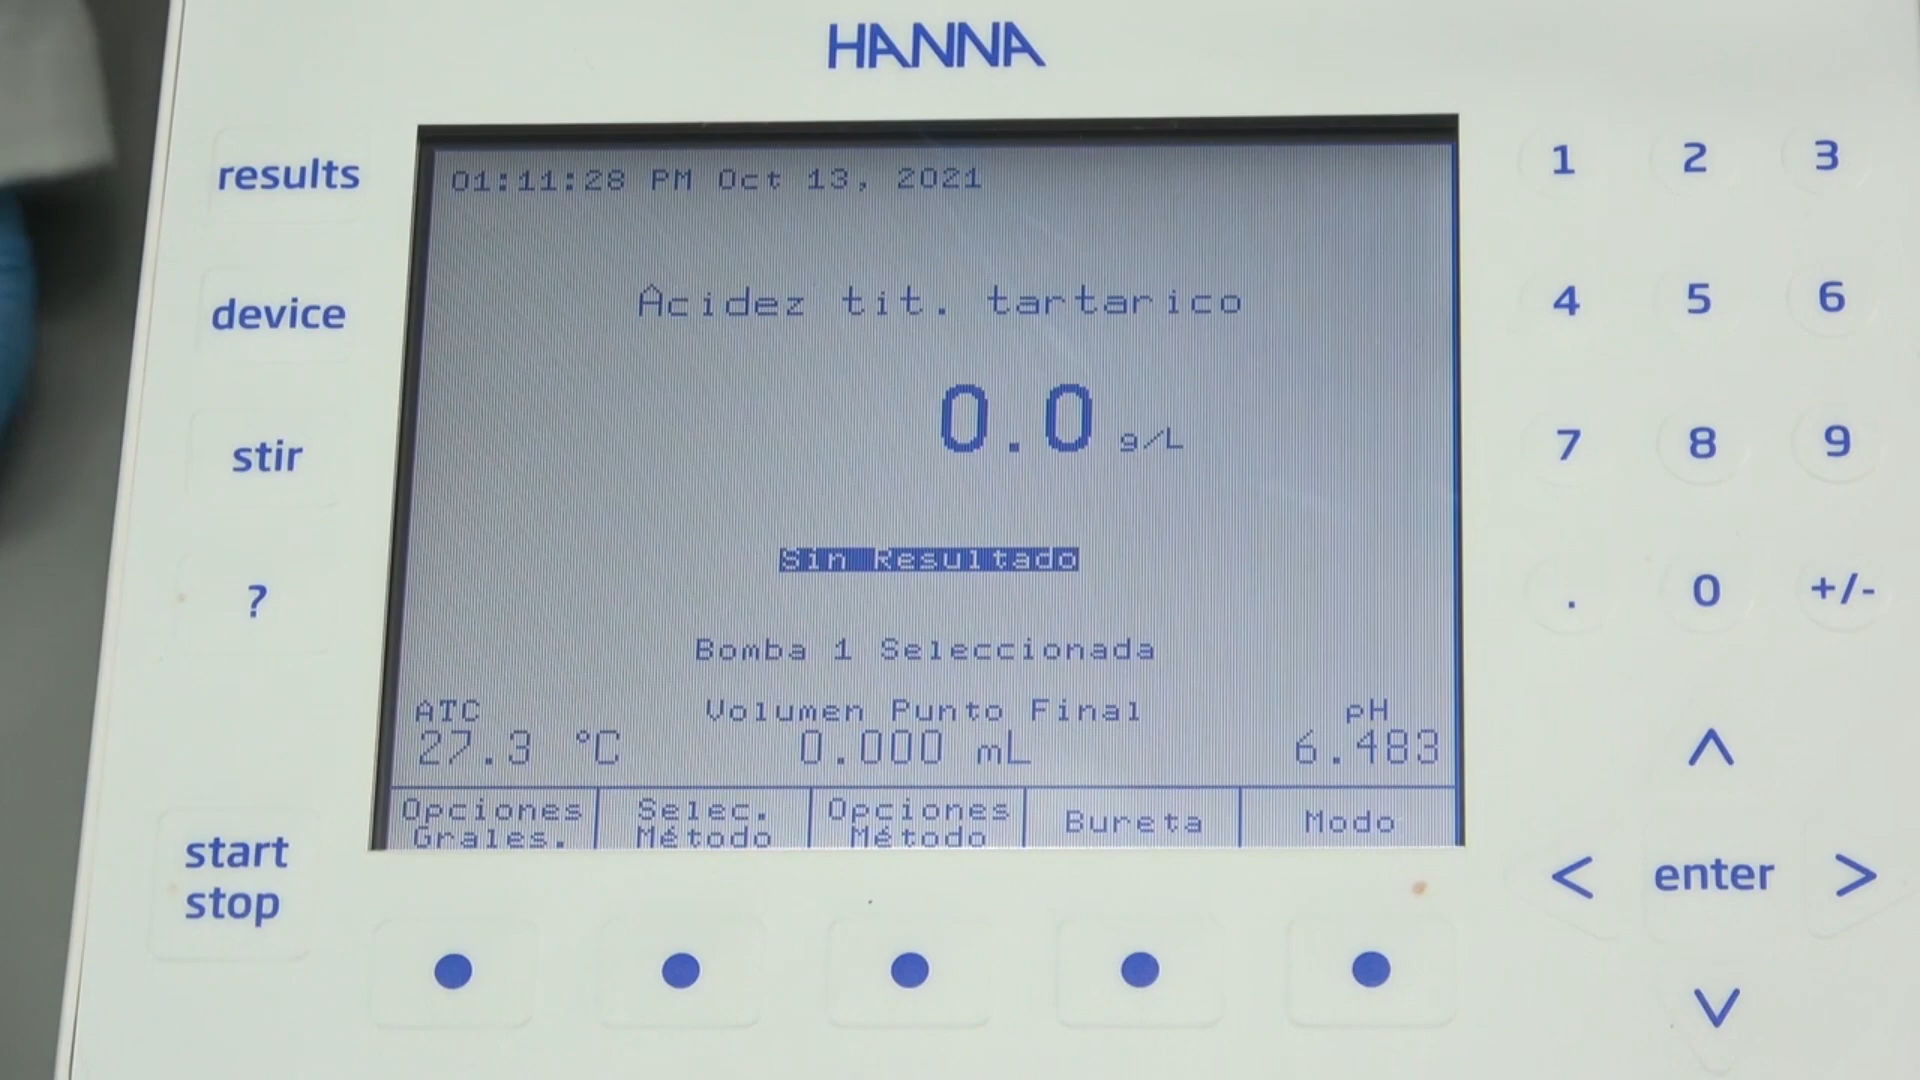 HANNA
results
device
stir
?
start
stop
01:11:28 PM Oct 13, 2021
Acidez tit. tartarico
0.0 g/L
Sin Resultado
Bomba 1 Seleccionada
ATC
27.3 °C
Volumen Punto Final
0.000 mL
pH
6.483
Opciones
Grales.
Selec.
Método
Opciones
Método
Bureta
Modo
1 2 3
4 5 6
7 8 9
. 0 +/-
enter